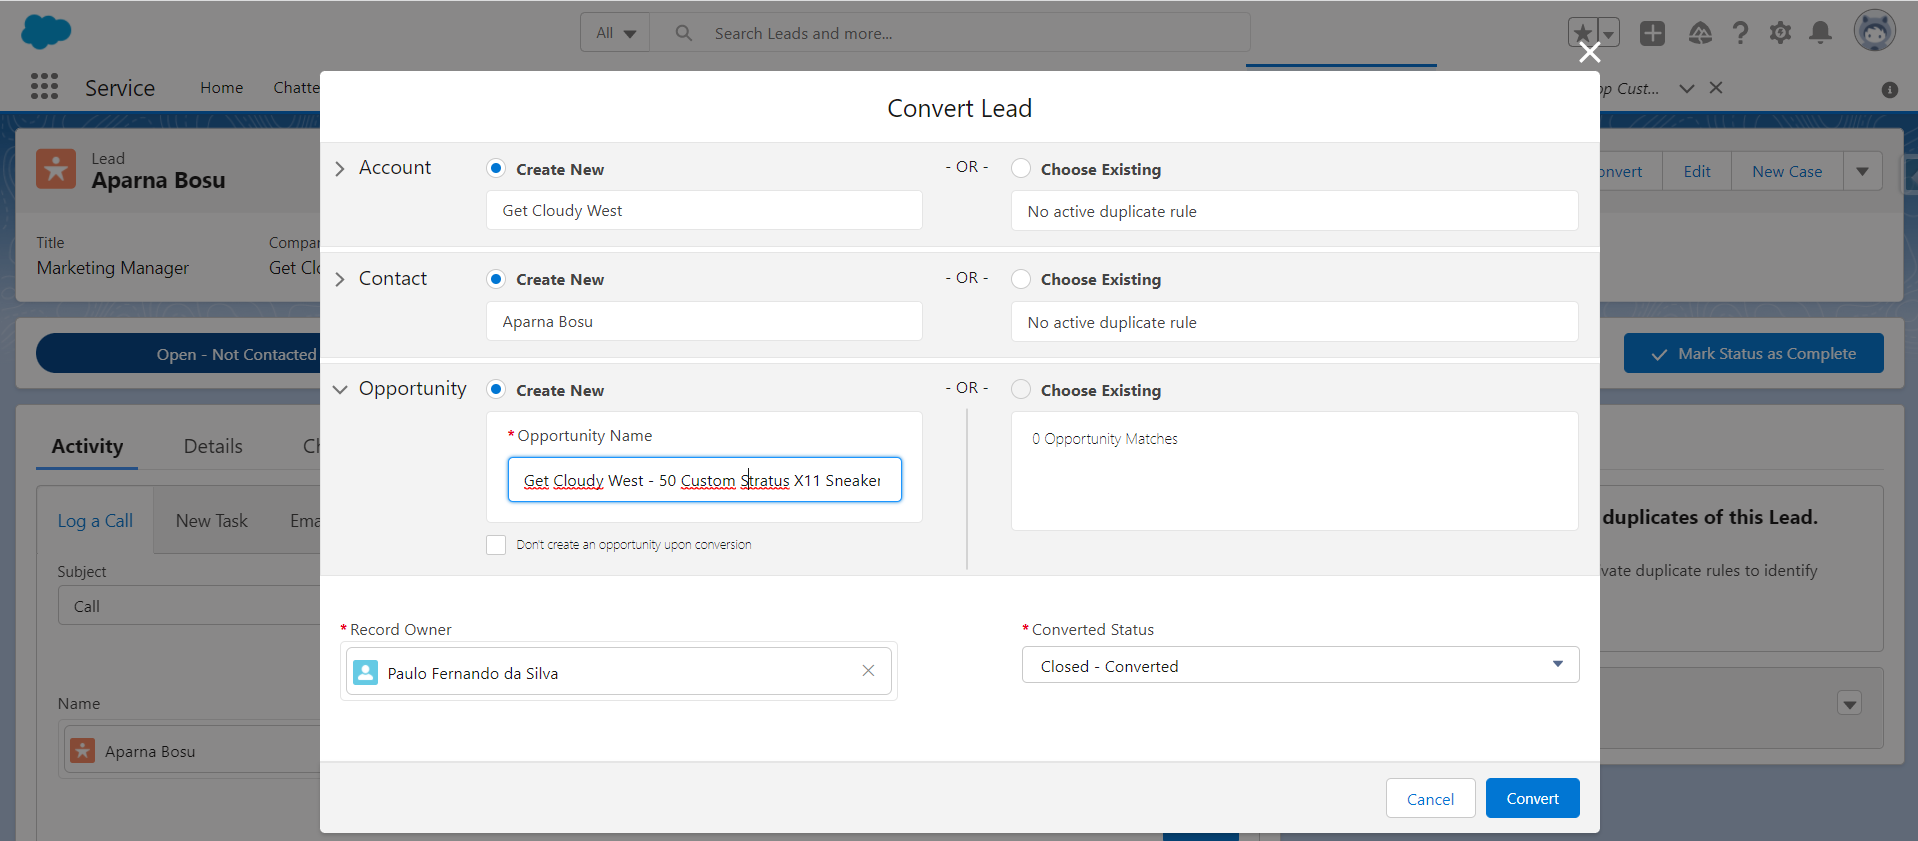 All
Search Leads and more...
Service
Home
Chatte
op Cust...
Convert Lead
Lead
Aparna Bosu
onvert
Edit
New Case
Title
Marketing Manager
Compan
Get Clo
Account
Create New
Get Cloudy West
- OR -
Choose Existing
No active duplicate rule
Contact
Create New
Aparna Bosu
- OR -
Choose Existing
No active duplicate rule
Open - Not Contacted
Mark Status as Complete
Opportunity
Create New
- OR -
Choose Existing
*Opportunity Name
Get Cloudy West - 50 Custom Stratus X11 Sneaker
0 Opportunity Matches
Don't create an opportunity upon conversion
Activity
Details
Ch
Log a Call
New Task
Ema
duplicates of this Lead.
vate duplicate rules to identify
Subject
Call
*Record Owner
Paulo Fernando da Silva
*Converted Status
Closed - Converted
Name
Aparna Bosu
Cancel
Convert